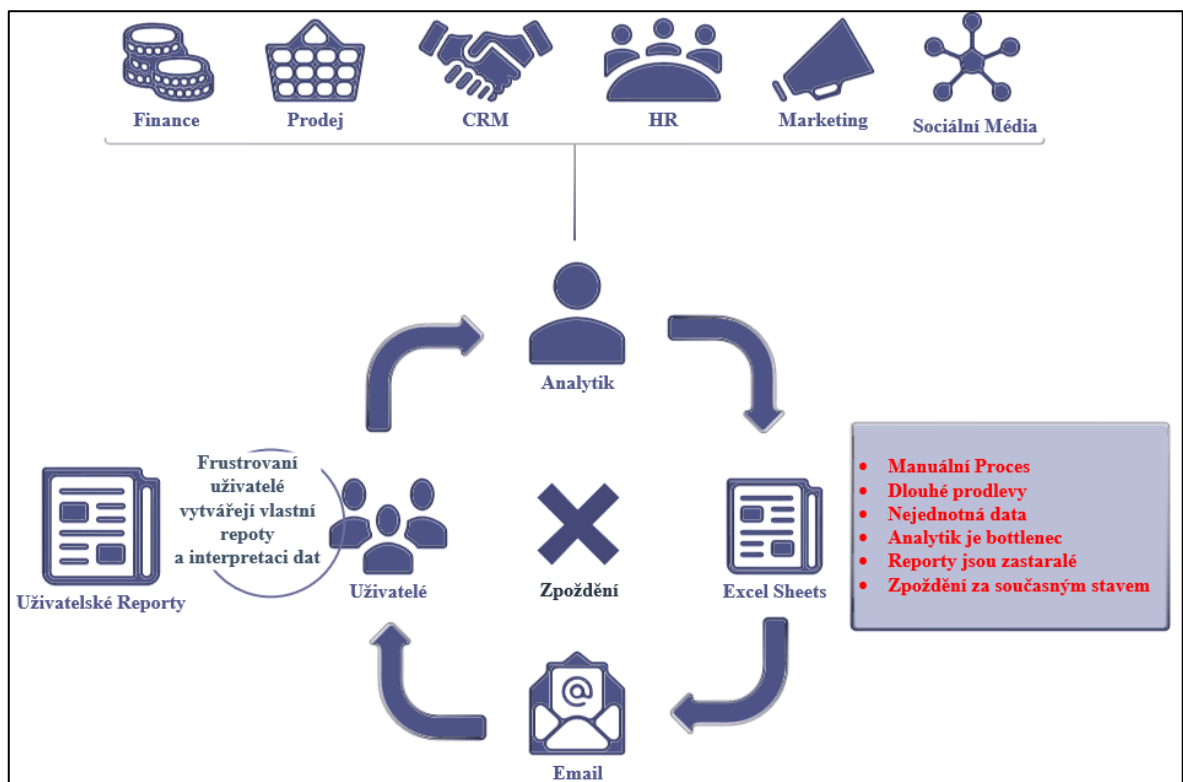 Finance
Prodej
CRM
HR
Marketing
Sociální Média
Analytik
Frustrovaní
uživatelé
vytvářejí vlastní
repoty
a interpretaci dat
Uživatelské Reporty
Uživatelé
Zpoždění
Excel Sheets
• Manuální Proces
• Dlouhé prodlevy
• Nejednotná data
• Analytik je bottlenec
• Reporty jsou zastaralé
• Zpoždění za současným stavem
@
Email